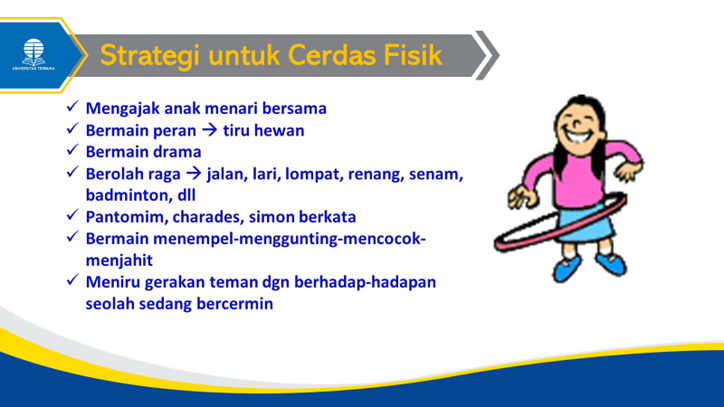 UNIVERSITAS TERBUKA
Strategi untuk Cerdas Fisik
✓ Mengajak anak menari bersama
✓ Bermain peran → tiru hewan
✓ Bermain drama
✓ Berolah raga → jalan, lari, lompat, renang, senam,
badminton, dll
✓ Pantomim, charades, simon berkata
✓ Bermain menempel-menggunting-mencocok-
menjahit
✓ Meniru gerakan teman dgn berhadap-hadapan
seolah sedang bercermin